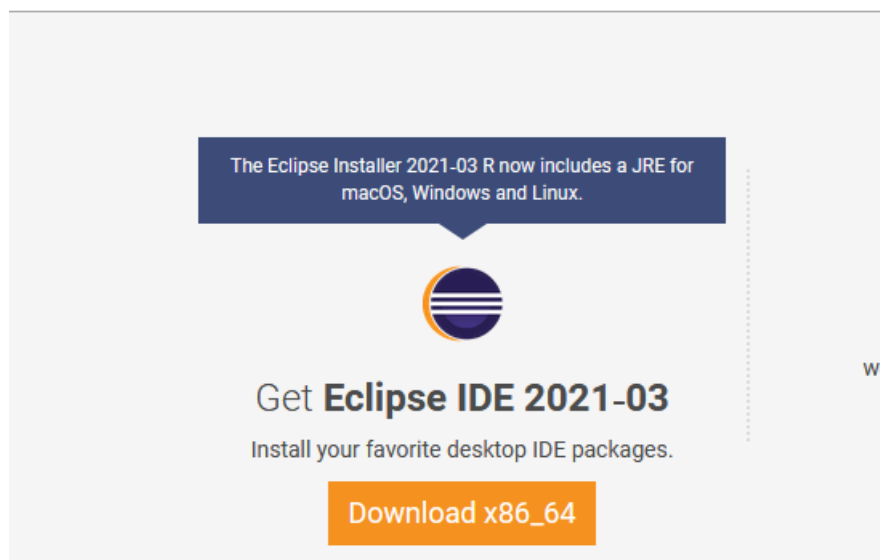 The Eclipse Installer 2021-03 R now includes a JRE for
macOS, Windows and Linux.
Get Eclipse IDE 2021-03
Install your favorite desktop IDE packages.
Download x86_64